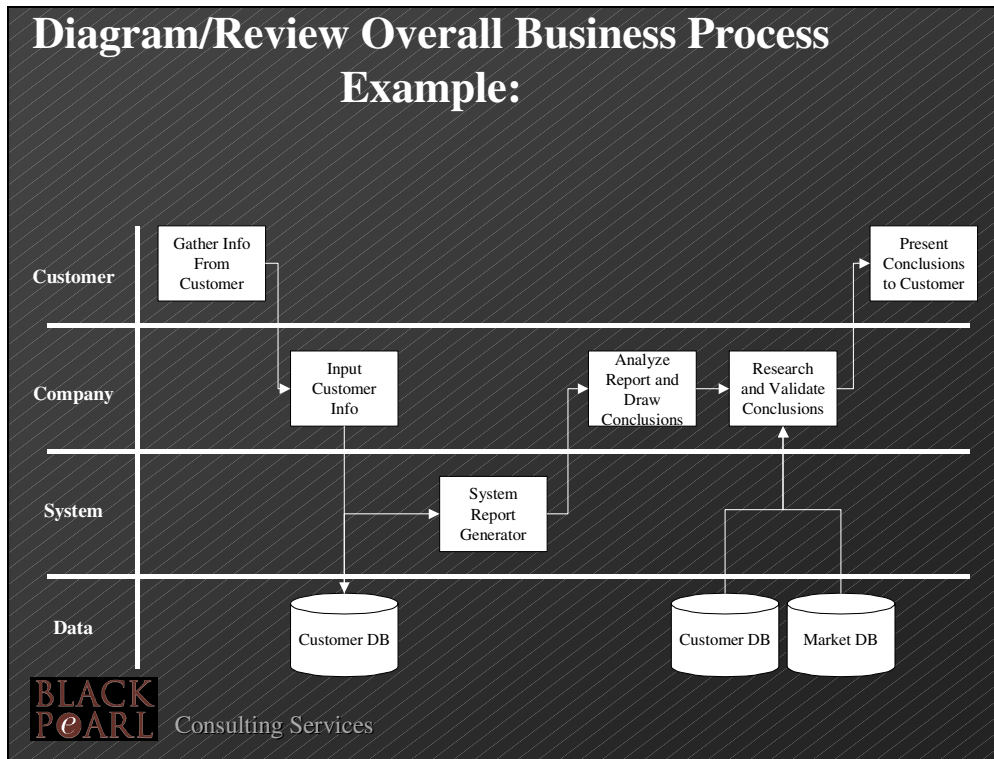 Diagram/Review Overall Business Process
Example:
Customer
Gather Info
From
Customer
Present
Conclusions
to Customer
Company
Input
Customer
Info
Analyze
Report and
Draw
Conclusions
Research
and Validate
Conclusions
System
System
Report
Generator
Data
Customer DB
Customer DB
Market DB
BLACK
PeARL
Consulting Services